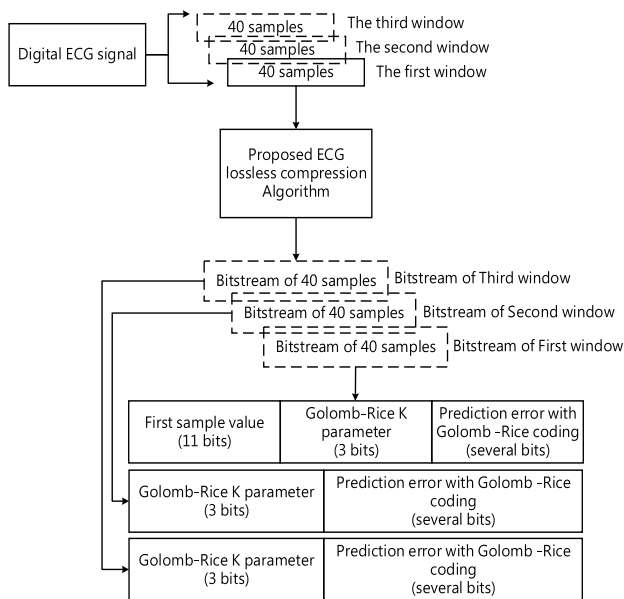 40 samples The third window
Digital ECG signal
40 samples The second window
40 samples The first window
Proposed ECG
lossless compression
Algorithm
Bitstream of 40 samples Bitstream of Third window
Bitstream of 40 samples Bitstream of Second window
Bitstream of 40 samples Bitstream of First window
First sample value
(11 bits)
Golomb-Rice K
parameter
(3 bits)
Prediction error with
Golomb -Rice coding
(several bits)
Golomb-Rice K parameter
(3 bits)
Prediction error with Golomb -Rice
coding
(several bits)
Golomb-Rice K parameter
(3 bits)
Prediction error with Golomb -Rice
coding
(several bits)